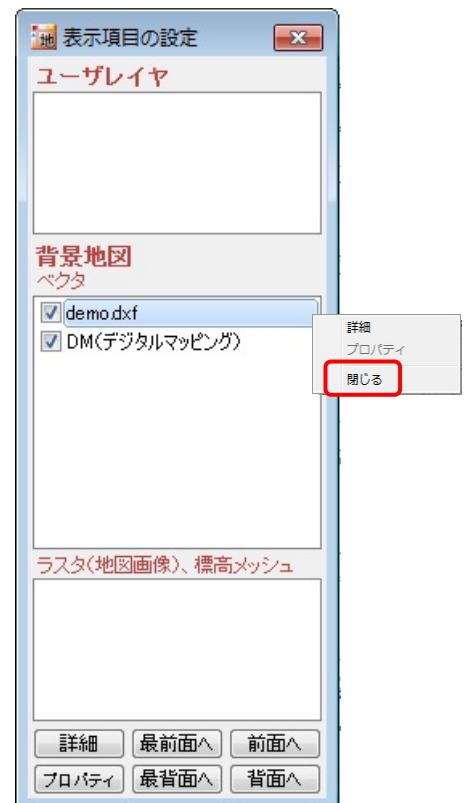 地 表示項目の設定
ユーザレイヤ
背景地図
ベクタ
demo.dxf
DM(デジタルマッピング)
詳細
プロパティ
閉じる
ラスタ(地図画像)、標高メッシュ
詳細 最前面へ 前面へ
プロパティ 最背面へ 背面へ